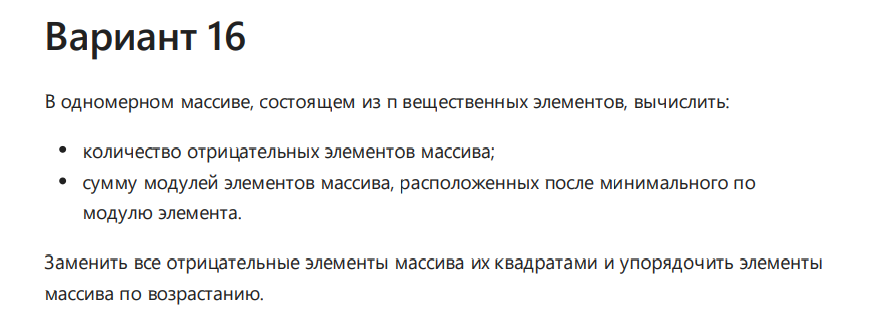 Вариант 16
В одномерном массиве, состоящем из п вещественных элементов, вычислить:
• количество отрицательных элементов массива;
• сумму модулей элементов массива, расположенных после минимального по
модулю элемента.
Заменить все отрицательные элементы массива их квадратами и упорядочить элементы
массива по возрастанию.